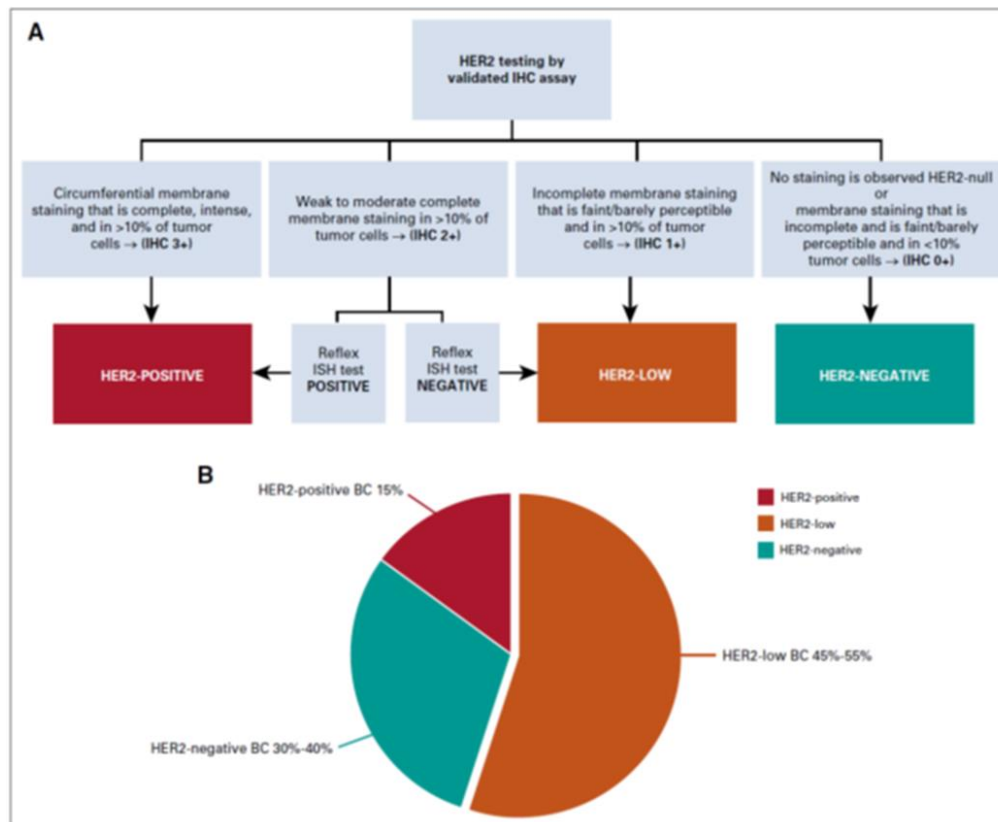 A
HER2 testing by
validated IHC assay
Circumferential membrane
staining that is complete, intense,
and in >10% of tumor
cells → (IHC 3+)
Weak to moderate complete
membrane staining in >10% of
tumor cells → (IHC 2+)
Incomplete membrane staining
that is faint/barely perceptible
and in >10% of tumor
cells → (IHC 1+)
No staining is observed HER2-null
or
membrane staining that is
incomplete and is faint/barely
perceptible and in <10%
tumor cells → (IHC 0+)
HER2-POSITIVE
Reflex
ISH test
POSITIVE
Reflex
ISH test
NEGATIVE
HER2-LOW
HER2-NEGATIVE
B
HER2-positive BC 15%
HER2-positive
HER2-low
HER2-negative
HER2-low BC 45%-55%
HER2-negative BC 30%-40%